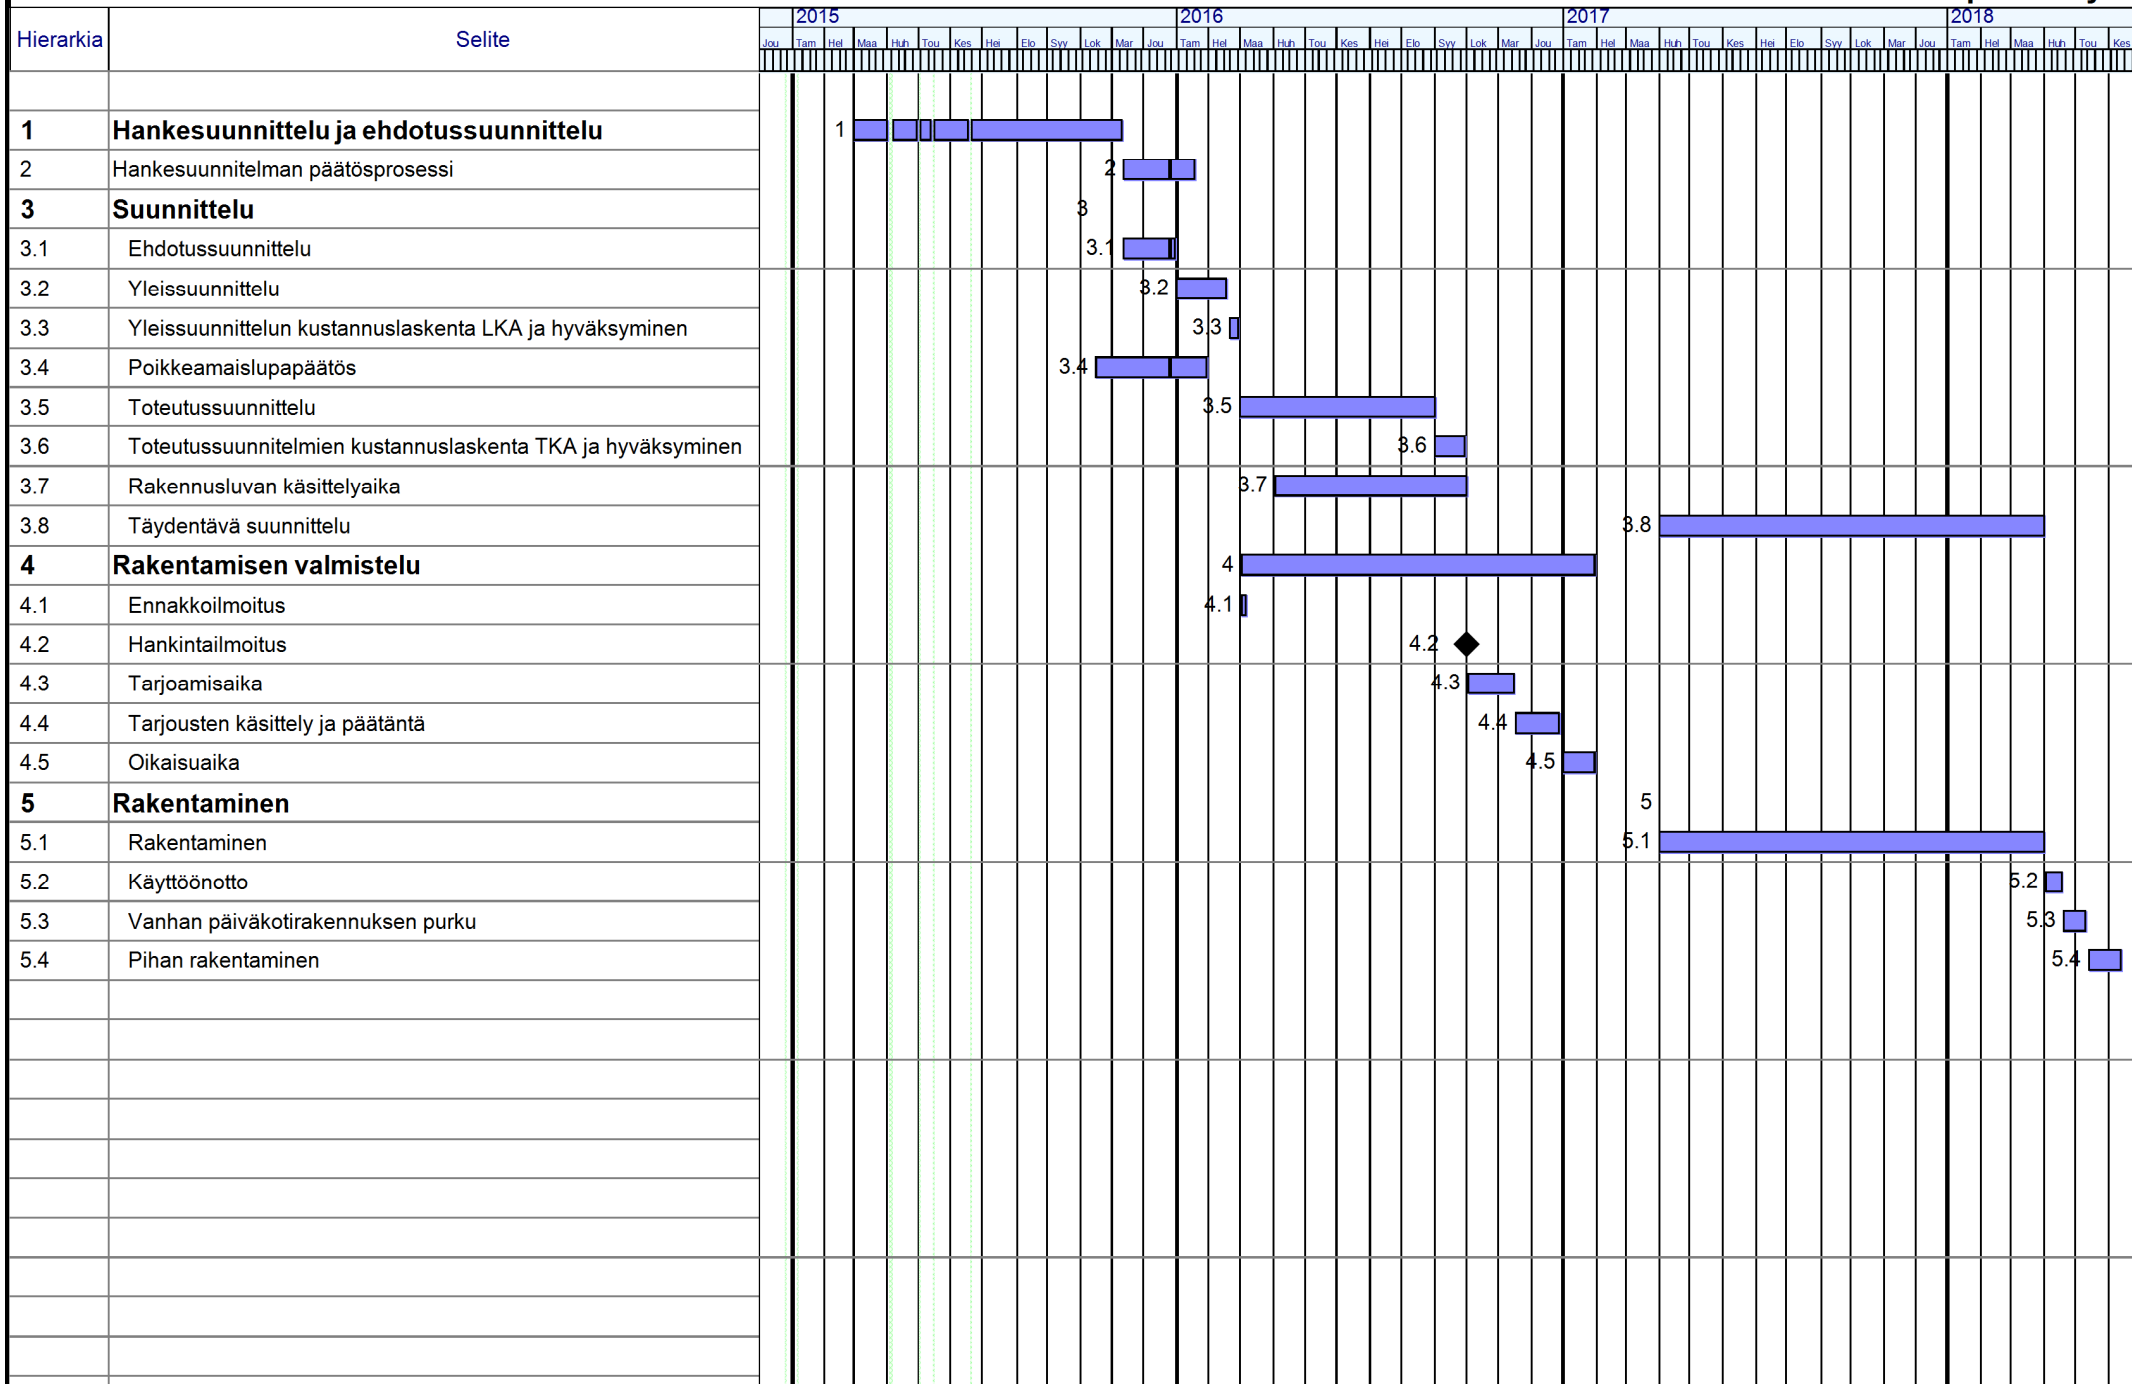 2015 2016 2017 2018
Hierarkia Selite
Jou Tam Hel Maa Huh Tou Kes Hei Elo Syy Lok Mar Jou Tam Hel Maa Huh Tou Kes Hei Elo Syy Lok Mar Jou Tam Hel Maa Huh Tou Kes Hei Elo Syy Lok Mar Jou Tam Hel Maa Huh Tou Kes
1 Hankesuunnittelu ja ehdotussuunnittelu 1
2 Hankesuunnitelman päätösprosessi 2
3 Suunnittelu 3
3.1 Ehdotussuunnittelu 3.1
3.2 Yleissuunnittelu 3.2
3.3 Yleissuunnittelun kustannuslaskenta LKA ja hyväksyminen 3.3
3.4 Poikkeamaislupapäätös 3.4
3.5 Toteutussuunnittelu 3.5
3.6 Toteutussuunnitelmien kustannuslaskenta TKA ja hyväksyminen 3.6
3.7 Rakennusluvan käsittelyaika 3.7
3.8 Täydentävä suunnittelu 3.8
4 Rakentamisen valmistelu 4
4.1 Ennakkoilmoitus 4.1
4.2 Hankintailmoitus 4.2
4.3 Tarjoamisaika 4.3
4.4 Tarjousten käsittely ja päätäntä 4.4
4.5 Oikaisuaika 4.5
5 Rakentaminen 5
5.1 Rakentaminen 5.1
5.2 Käyttöönotto 5.2
5.3 Vanhan päiväkotirakennuksen purku 5.3
5.4 Pihan rakentaminen 5.4